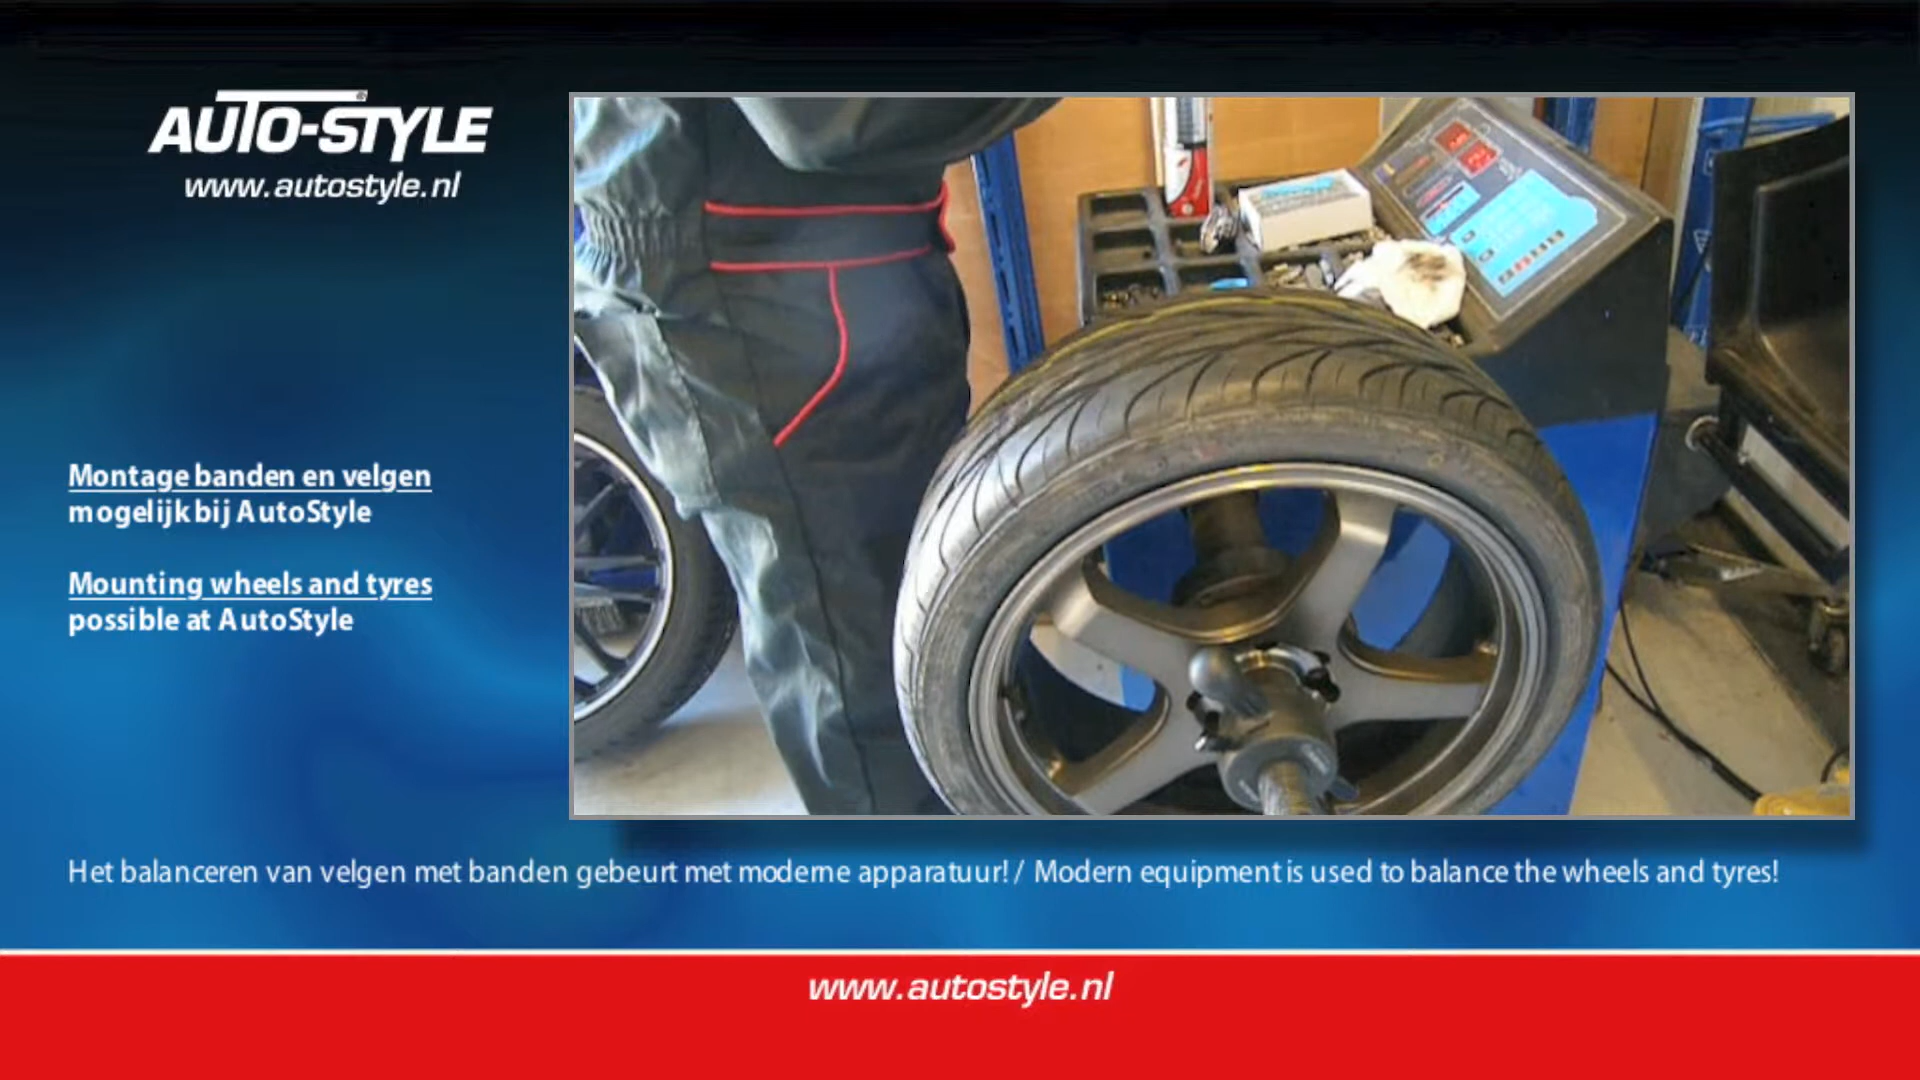 AUTO-STYLE®
www.autostyle.nl
Montage banden en velgen
mogelijk bij AutoStyle
Mounting wheels and tyres
possible at AutoStyle
Het balanceren van velgen met banden gebeurt met moderne apparatuur! / Modern equipment is used to balance the wheels and tyres!
www.autostyle.nl